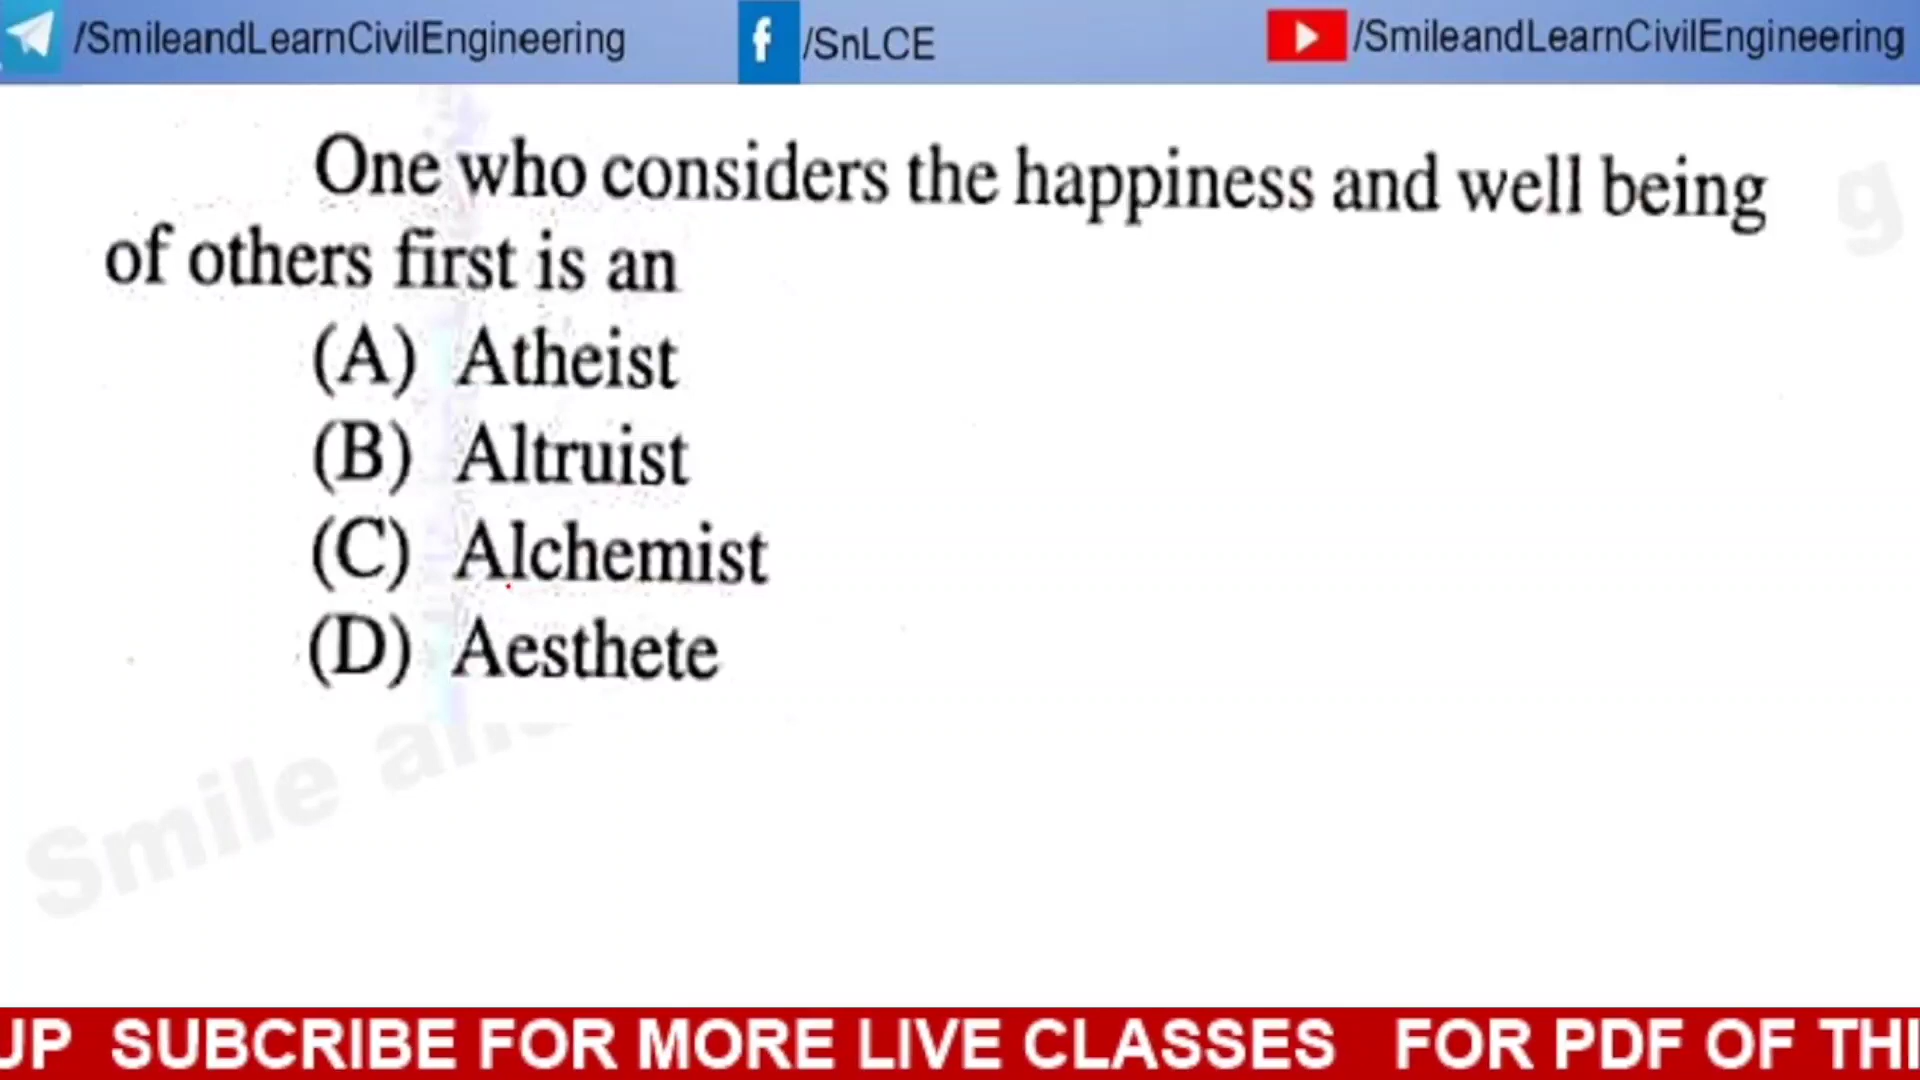 /SmileandLearnCivilEngineering /SnLCE /SmileandLearnCivilEngineering
One who considers the happiness and well being
of others first is an
(A) Atheist
(B) Altruist
(C) Alchemist
(D) Aesthete
Smile
UP SUBCRIBE FOR MORE LIVE CLASSES FOR PDF OF THI